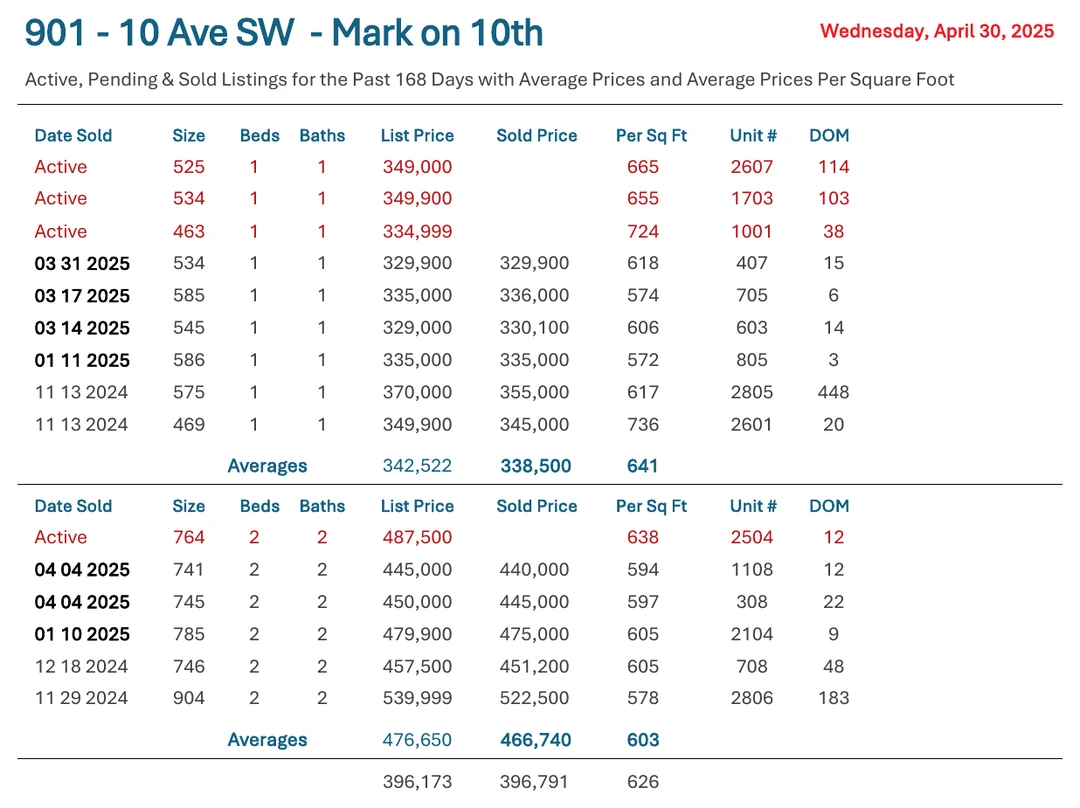 901 - 10 Ave SW - Mark on 10th
Wednesday, April 30, 2025
Active, Pending & Sold Listings for the Past 168 Days with Average Prices and Average Prices Per Square Foot
Date Sold Size Beds Baths List Price Sold Price Per Sq Ft Unit # DOM
Active 525 1 1 349,000 665 2607 114
Active 534 1 1 349,900 655 1703 103
Active 463 1 1 334,999 724 1001 38
03 31 2025 534 1 1 329,900 329,900 618 407 15
03 17 2025 585 1 1 335,000 336,000 574 705 6
03 14 2025 545 1 1 329,000 330,100 606 603 14
01 11 2025 586 1 1 335,000 335,000 572 805 3
11 13 2024 575 1 1 370,000 355,000 617 2805 448
11 13 2024 469 1 1 349,900 345,000 736 2601 20
Averages 342,522 338,500 641
Date Sold Size Beds Baths List Price Sold Price Per Sq Ft Unit # DOM
Active 764 2 2 487,500 638 2504 12
04 04 2025 741 2 2 445,000 440,000 594 1108 12
04 04 2025 745 2 2 450,000 445,000 597 308 22
01 10 2025 785 2 2 479,900 475,000 605 2104 9
12 18 2024 746 2 2 457,500 451,200 605 708 48
11 29 2024 904 2 2 539,999 522,500 578 2806 183
Averages 476,650 466,740 603
396,173 396,791 626